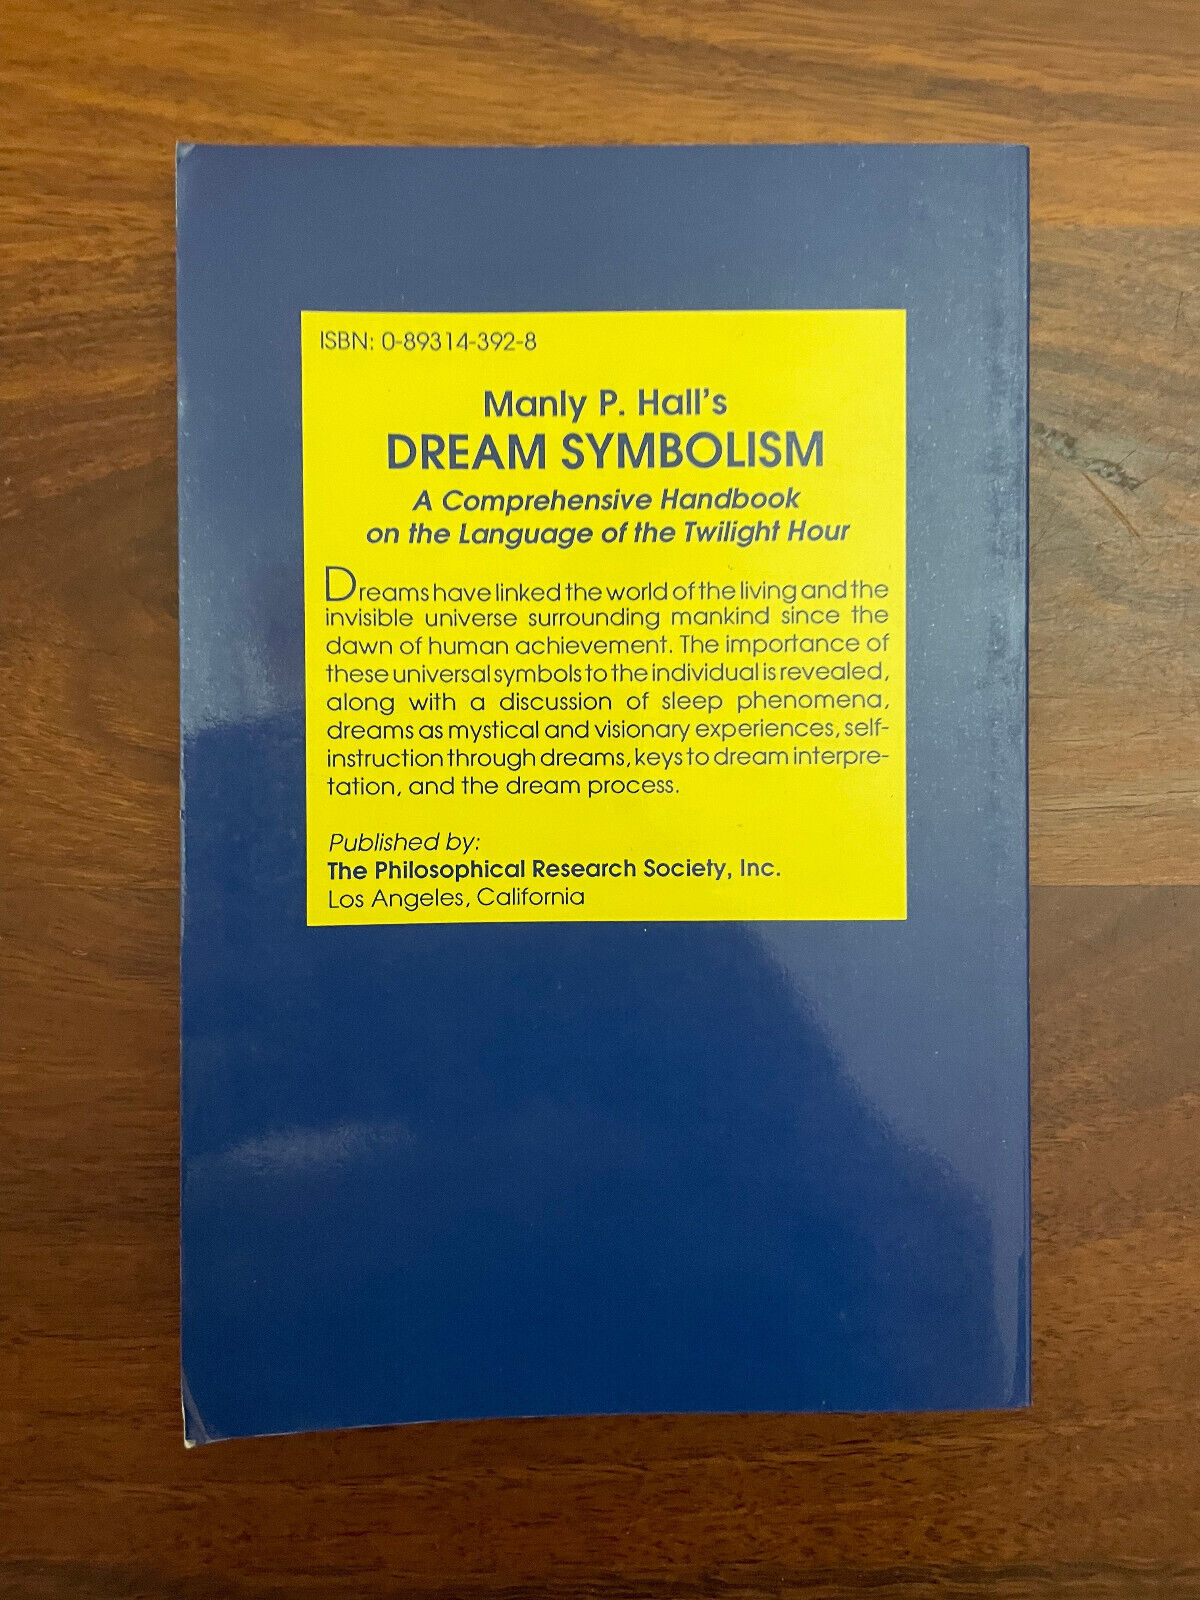 ISBN: 0-89314-392-8
Manly P. Hall's
DREAM SYMBOLISM
A Comprehensive Handbook
on the Language of the Twilight Hour
Dreams have linked the world of the living and the
invisible universe surrounding mankind since the
dawn of human achievement. The importance of
these universal symbols to the individual is revealed,
along with a discussion of sleep phenomena,
dreams as mystical and visionary experiences, self-
instruction through dreams, keys to dream interpre-
tation, and the dream process.
Published by:
The Philosophical Research Society, Inc.
Los Angeles, California